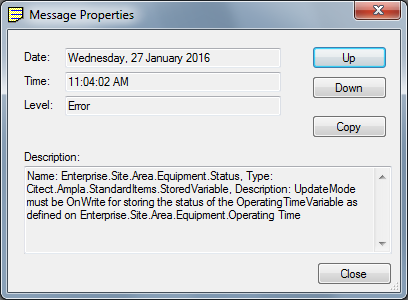 Message Properties
Date: Wednesday, 27 January 2016
Up
Time: 11:04:02 AM
Down
Level: Error
Copy
Description:
Name: Enterprise.Site.Area.Equipment.Status, Type:
Citect.Ampla.StandardItems.StoredVariable, Description: UpdateMode
must be OnWrite for storing the status of the OperatingTimeVariable as
defined on Enterprise.Site.Area.Equipment.Operating Time
Close